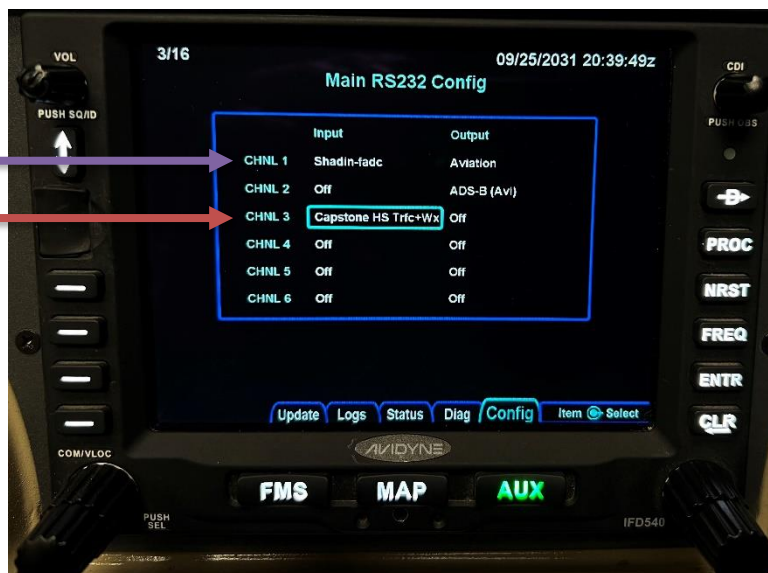 VOL
PUSH SQ/ID
3/16 09/25/2031 20:39:49z
Main RS232 Config
Input Output
CHNL 1 Shadin-fadc Aviation
CHNL 2 Off ADS-B (Avi)
CHNL 3 Capstone HS Trfc+Wx Off
CHNL 4 Off Off
CHNL 5 Off Off
CHNL 6 Off Off
Update Logs Status Diag Config Item Select
CDI
PUSH OBS
D
PROC
NRST
FREQ
ENTR
CLR
COM/VLOC
PUSH
SEL
AVIDYNE
FMS MAP AUX
IFD540